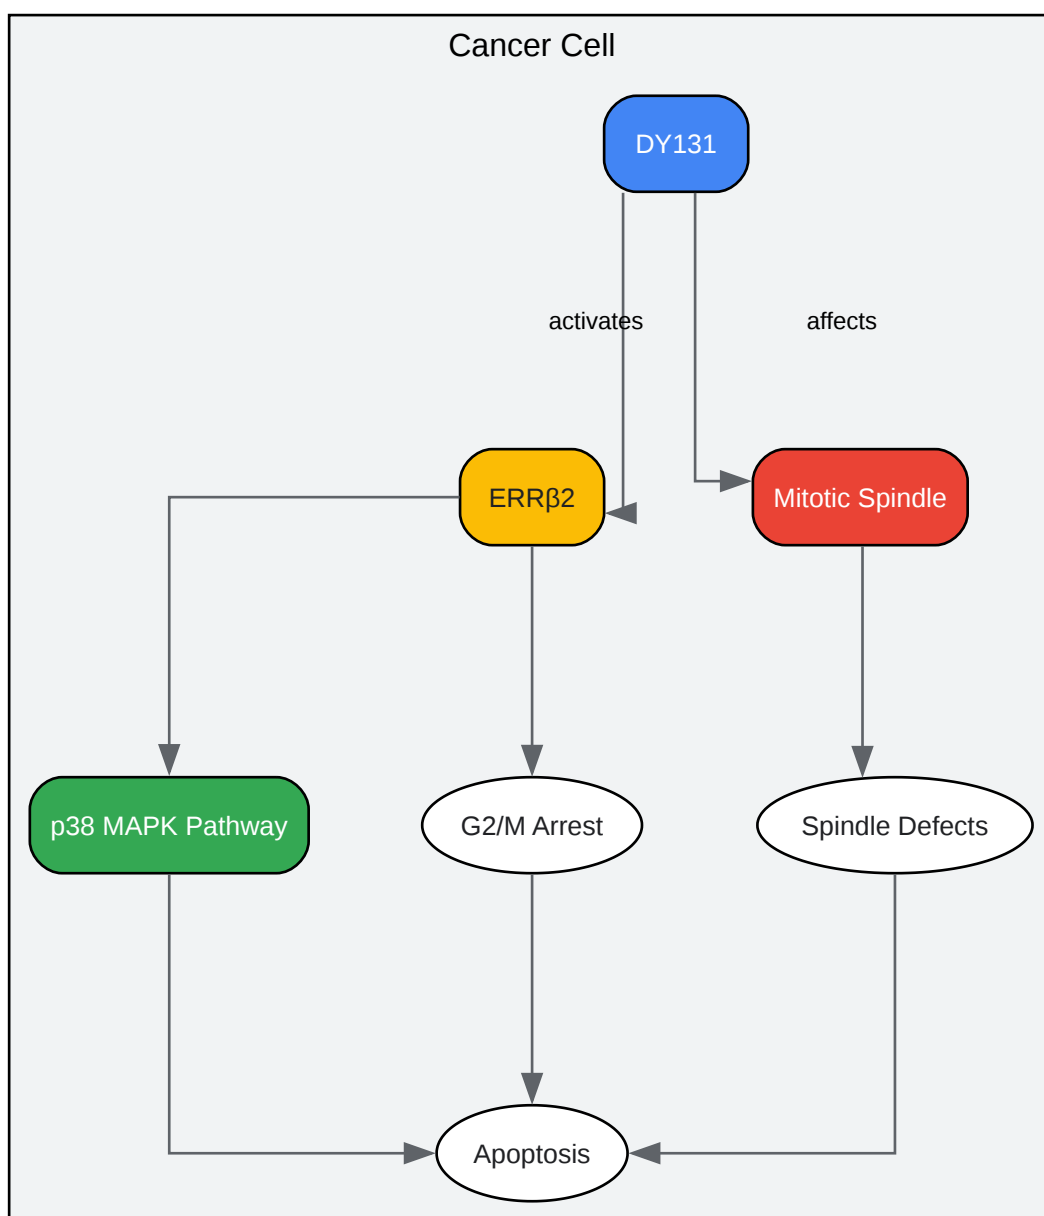 Cancer Cell
DY131
activates
affects
ERRβ2
Mitotic Spindle
p38 MAPK Pathway
G2/M Arrest
Spindle Defects
Apoptosis